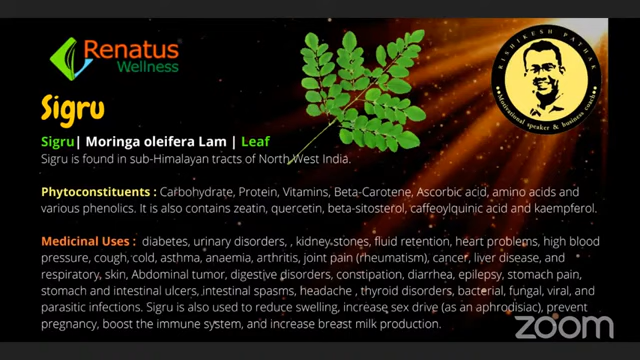 Renatus
Wellness
RISHIKESH PATHAK
Motivational speaker & business coach
Sigru
Sigru| Moringa oleifera Lam | Leaf
Sigru is found in sub-Himalayan tracts of North West India.
Phytoconstituents : Carbohydrate, Protein, Vitamins, Beta-Carotene, Ascorbic acid, amino acids and
various phenolics. It is also contains zeatin, quercetin, beta-sitosterol, caffeoylquinic acid and kaempferol.
Medicinal Uses : diabetes, urinary disorders, , kidney stones, fluid retention, heart problems, high blood
pressure, cough, cold, asthma, anaemia, arthritis, joint pain (rheumatism), cancer, liver disease, and
respiratory, skin, Abdominal tumor, digestive disorders, constipation, diarrhea, epilepsy, stomach pain,
stomach and intestinal ulcers, intestinal spasms, headache , thyroid disorders, bacterial, fungal, viral, and
parasitic infections. Sigru is also used to reduce swelling, increase sex drive (as an aphrodisiac), prevent
pregnancy, boost the immune system, and increase breast milk production.
zoom